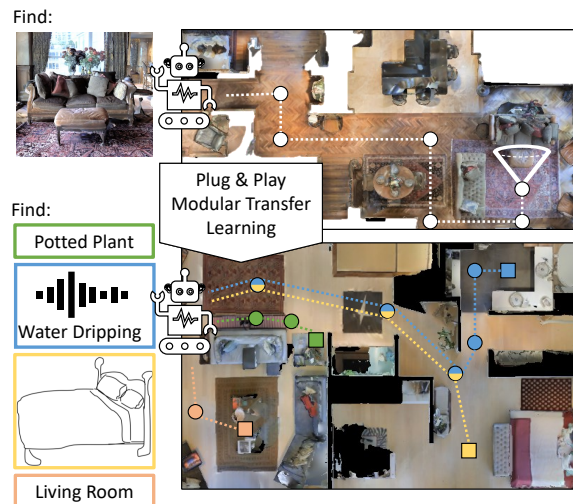 Find:
Plug & Play
Modular Transfer
Learning
Find:
Potted Plant
Water Dripping
Living Room